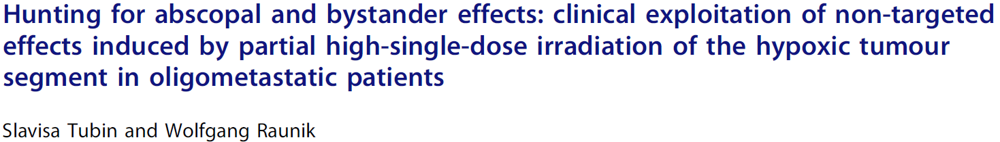 Hunting for abscopal and bystander effects: clinical exploitation of non-targeted
effects induced by partial high-single-dose irradiation of the hypoxic tumour
segment in oligometastatic patients
Slavisa Tubin and Wolfgang Raunik